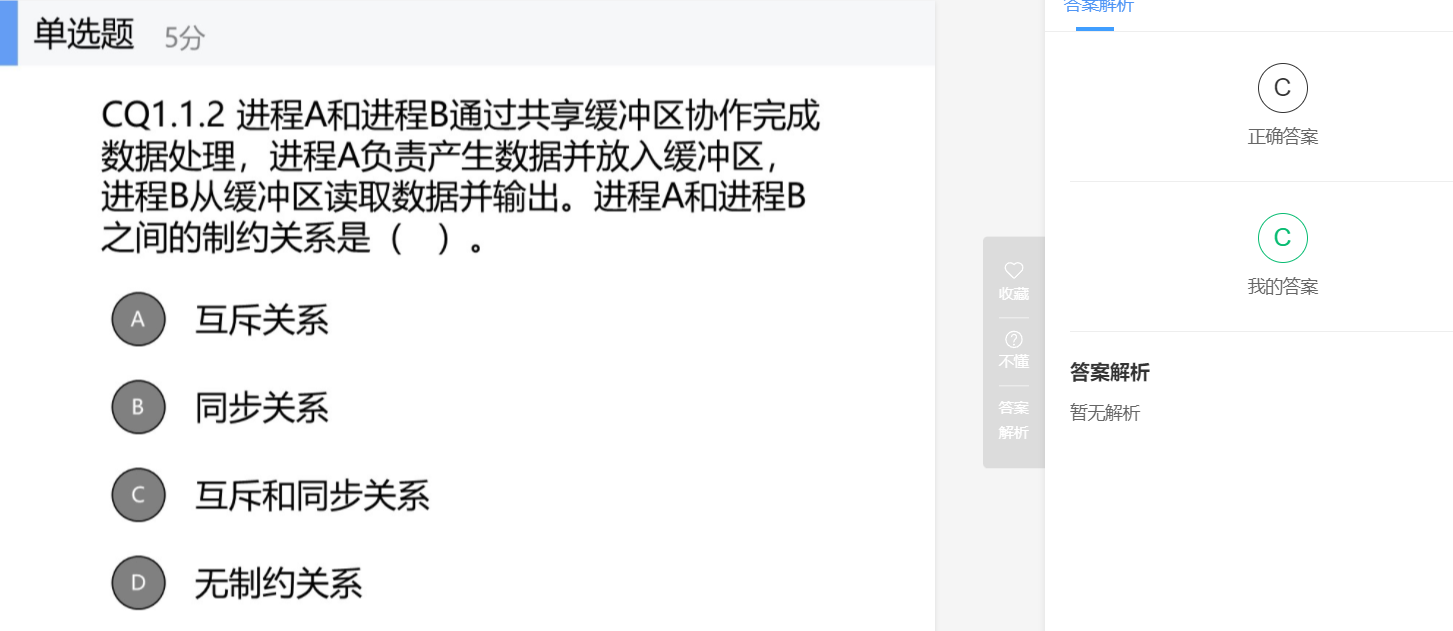 单选题 5分
CQ1.1.2 进程A和进程B通过共享缓冲区协作完成
数据处理，进程A负责产生数据并放入缓冲区，
进程B从缓冲区读取数据并输出。进程A和进程B
之间的制约关系是（ ）。
A 互斥关系
B 同步关系
C 互斥和同步关系
D 无制约关系
收藏
不懂
答案
解析
答案解析
C
正确答案
C
我的答案
答案解析
暂无解析